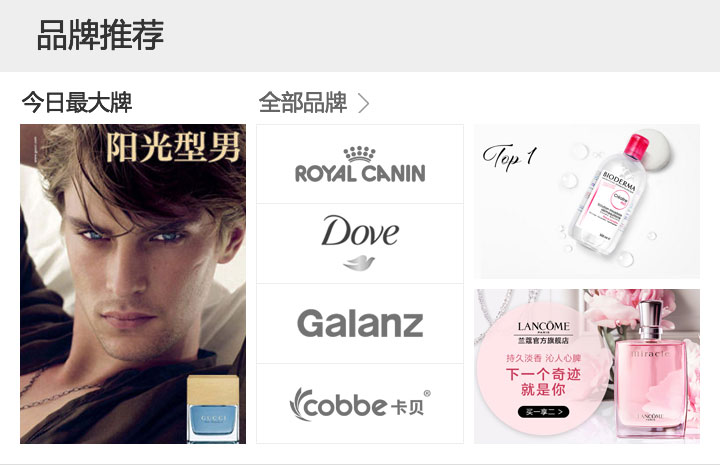 品牌推荐
今日最大牌
全部品牌 >
阳光型男
GUCCI
ROYAL CANIN
Dove
Galanz
cobbe 卡贝®
Top 1
BIODERMA
Créaline
LANCÔME
PARIS
兰蔻官方旗舰店
持久淡香 沁人心脾
下一个奇迹
就是你
买一享二 >
miracle
LANCÔME